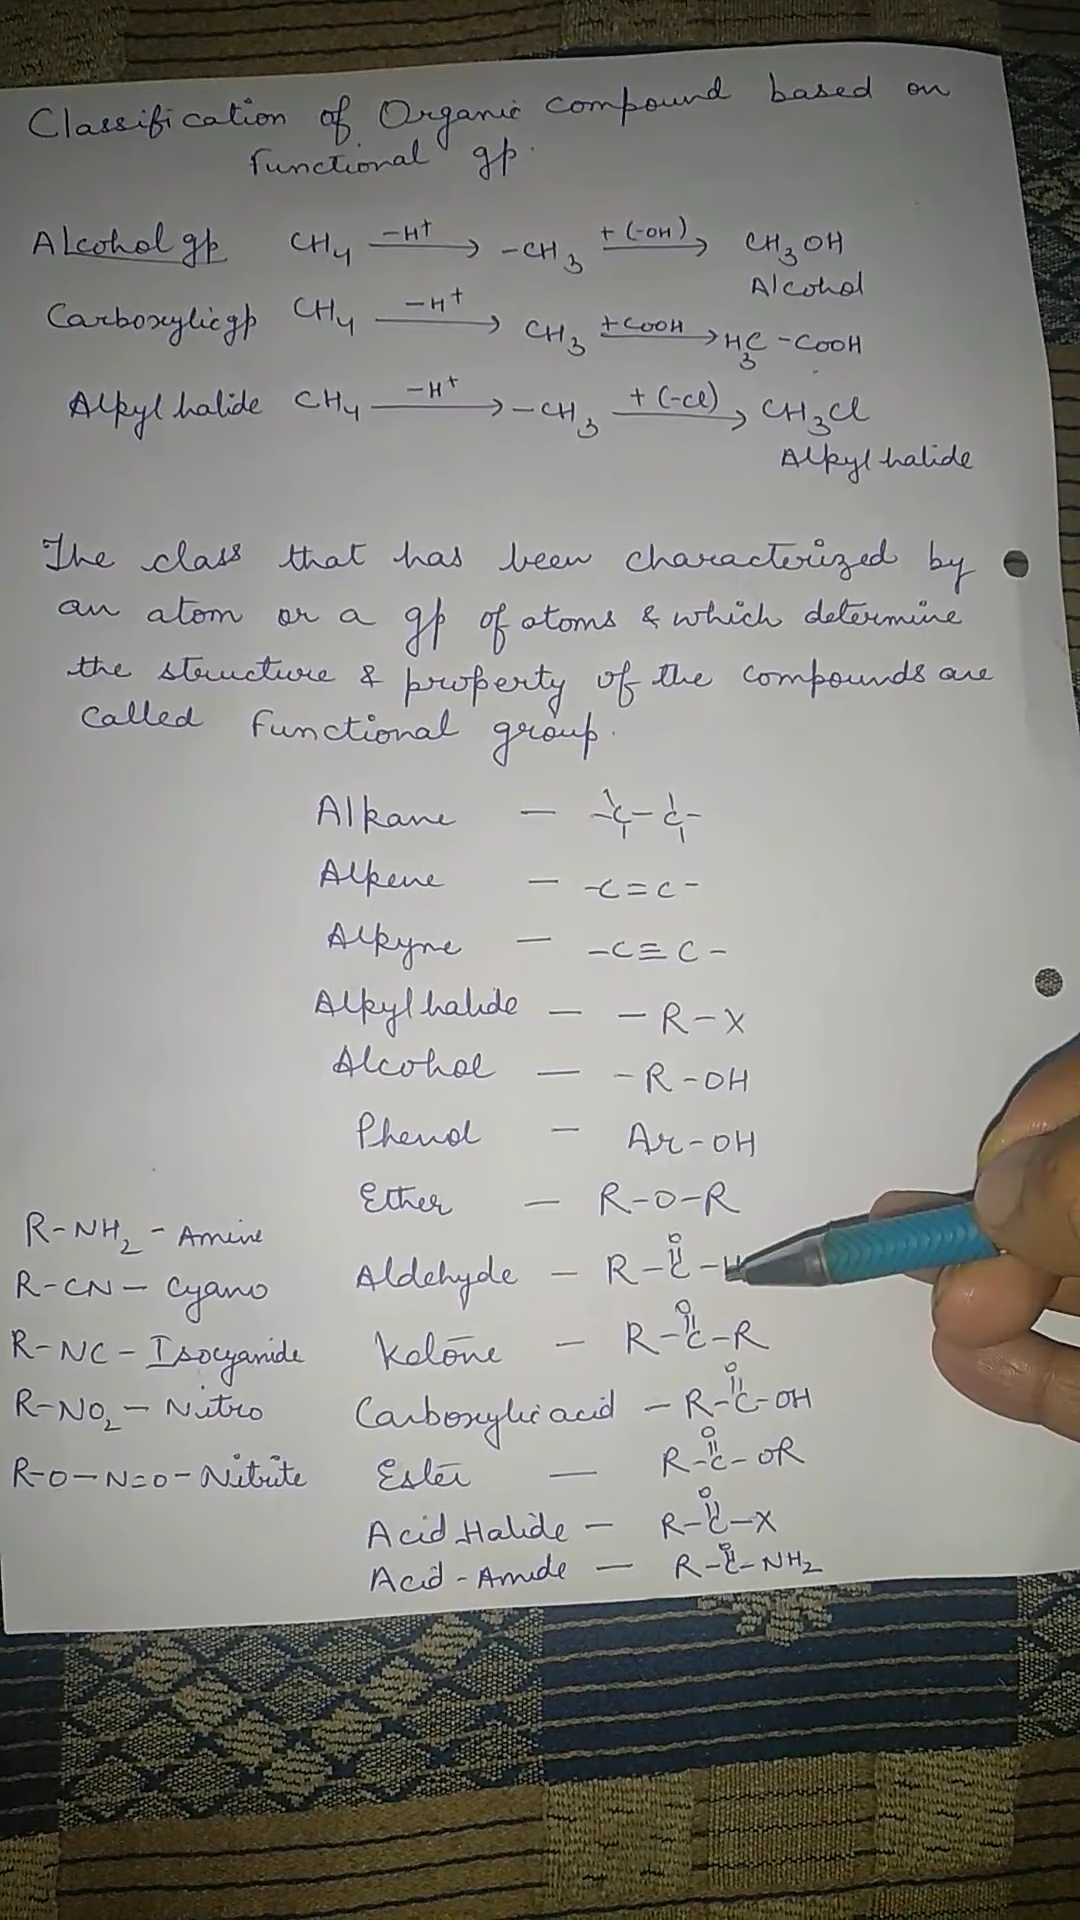 Classification of Organic compound based on
functional gp.
Alcohol gp CH4 –H+→ –CH3 +(-OH)→ CH3OH
Alcohol
Carboxylic gp CH4 –H+→ CH3 +COOH→ H3C-COOH
Alkyl halide CH4 –H+→ –CH3 +(-Cl)→ CH3Cl
Alkyl halide
The class that has been characterized by
an atom or a gp of atoms & which determine
the structure & property of the compounds are
called functional group.
Alkane — -C-C-
Alkene — -C=C-
Alkyne — -C≡C-
Alkyl halide — -R-X
Alcohol — -R-OH
Phenol — Ar-OH
Ether — R-O-R
R-NH2 - Amine
Aldehyde — R-C(=O)-H
R-CN - Cyano
Ketone — R-C(=O)-R
R-NC - Isocyanide
Carboxylic acid — R-C(=O)-OH
R-NO2 - Nitro
Ester — R-C(=O)-OR
R-O-N=O - Nitrite
Acid Halide — R-C(=O)-X
Acid-Amide — R-C(=O)-NH2